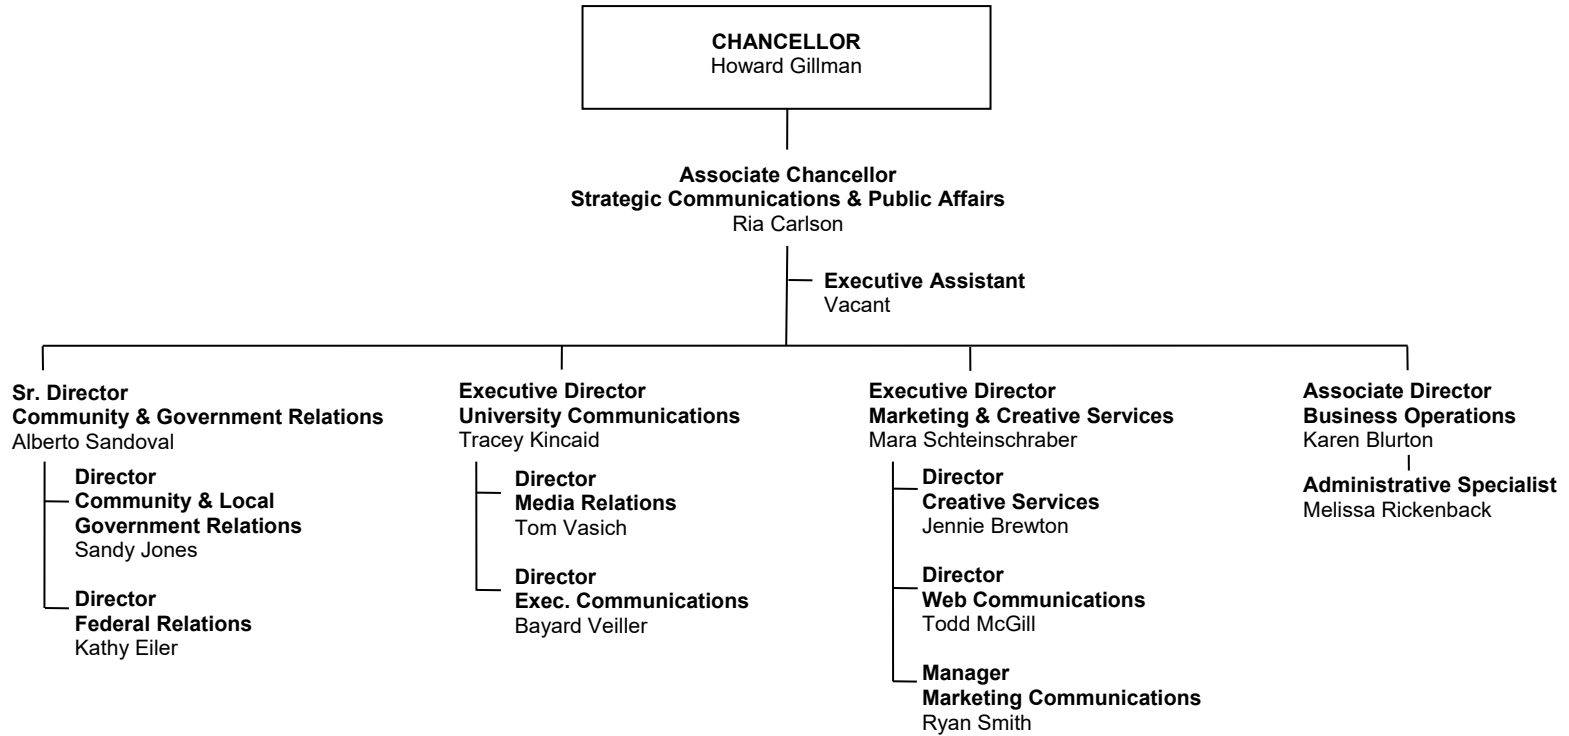 CHANCELLOR
Howard Gillman
Associate Chancellor
Strategic Communications & Public Affairs
Ria Carlson
Executive Assistant
Vacant
Sr. Director
Community & Government Relations
Alberto Sandoval
Director
Community & Local
Government Relations
Sandy Jones
Director
Federal Relations
Kathy Eiler
Executive Director
University Communications
Tracey Kincaid
Director
Media Relations
Tom Vasich
Director
Exec. Communications
Bayard Veiller
Executive Director
Marketing & Creative Services
Mara Schteinschraber
Director
Creative Services
Jennie Brewton
Director
Web Communications
Todd McGill
Manager
Marketing Communications
Ryan Smith
Associate Director
Business Operations
Karen Blurton
Administrative Specialist
Melissa Rickenback